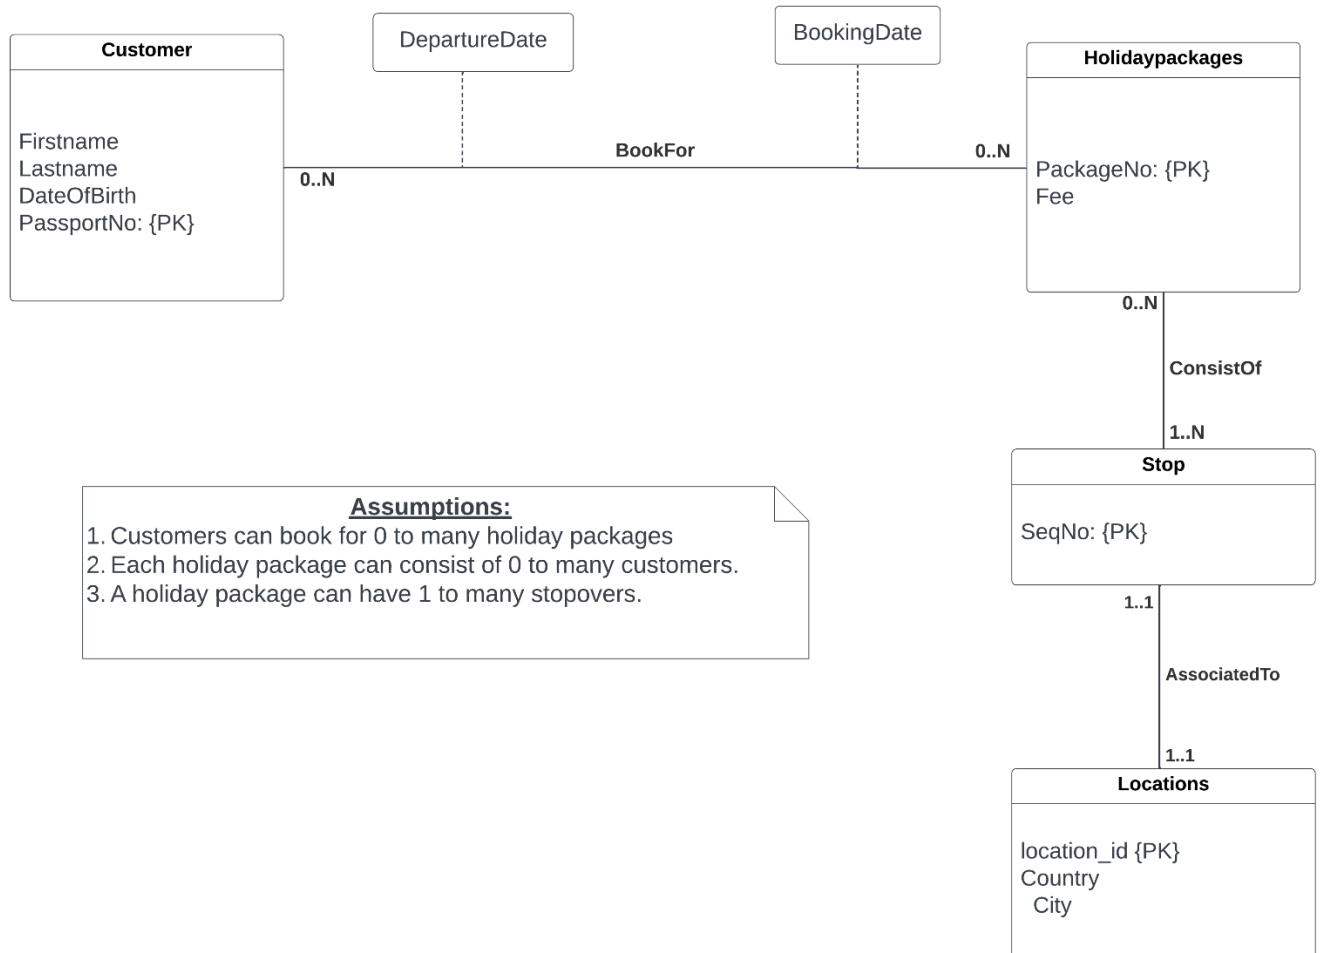 Customer
Firstname
Lastname
DateOfBirth
PassportNo: {PK}
DepartureDate
BookingDate
BookFor
0..N
0..N
Holidaypackages
PackageNo: {PK}
Fee
0..N
ConsistOf
1..N
Stop
SeqNo: {PK}
1..1
AssociatedTo
1..1
Locations
location_id {PK}
Country
City
Assumptions:
1. Customers can book for 0 to many holiday packages
2. Each holiday package can consist of 0 to many customers.
3. A holiday package can have 1 to many stopovers.